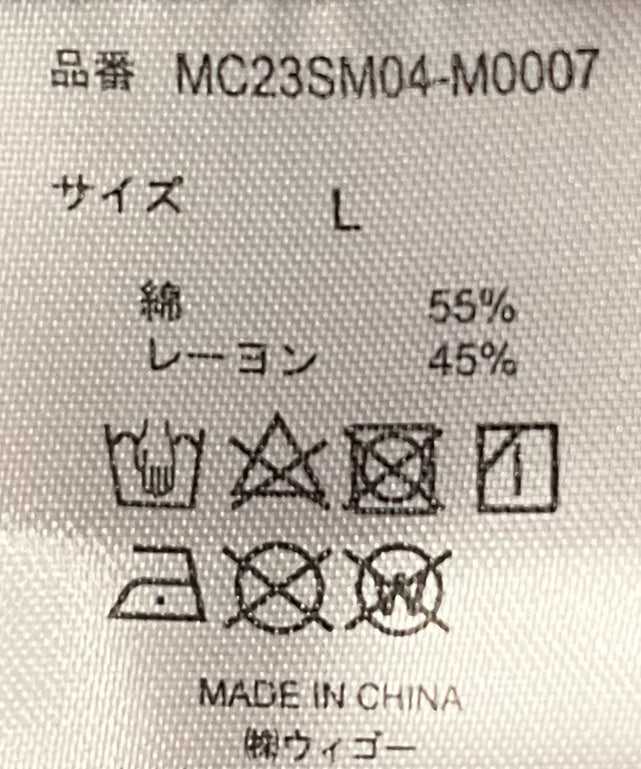 品番 MC23SM04-M0007
サイズ L
綿 55%
レーヨン 45%
W
MADE IN CHINA
㈱ウィゴー